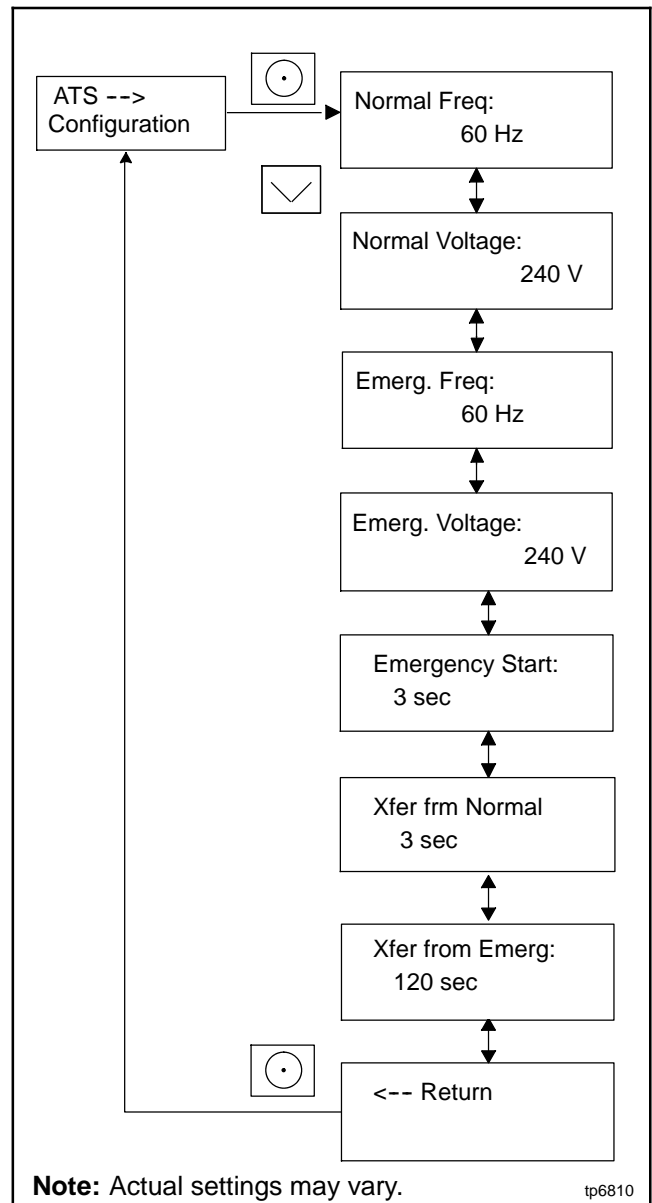 ATS -->
Configuration
Normal Freq:
60 Hz
Normal Voltage:
240 V
Emerg. Freq:
60 Hz
Emerg. Voltage:
240 V
Emergency Start:
3 sec
Xfer frm Normal
3 sec
Xfer from Emerg:
120 sec
<-- Return
Note: Actual settings may vary.
tp6810